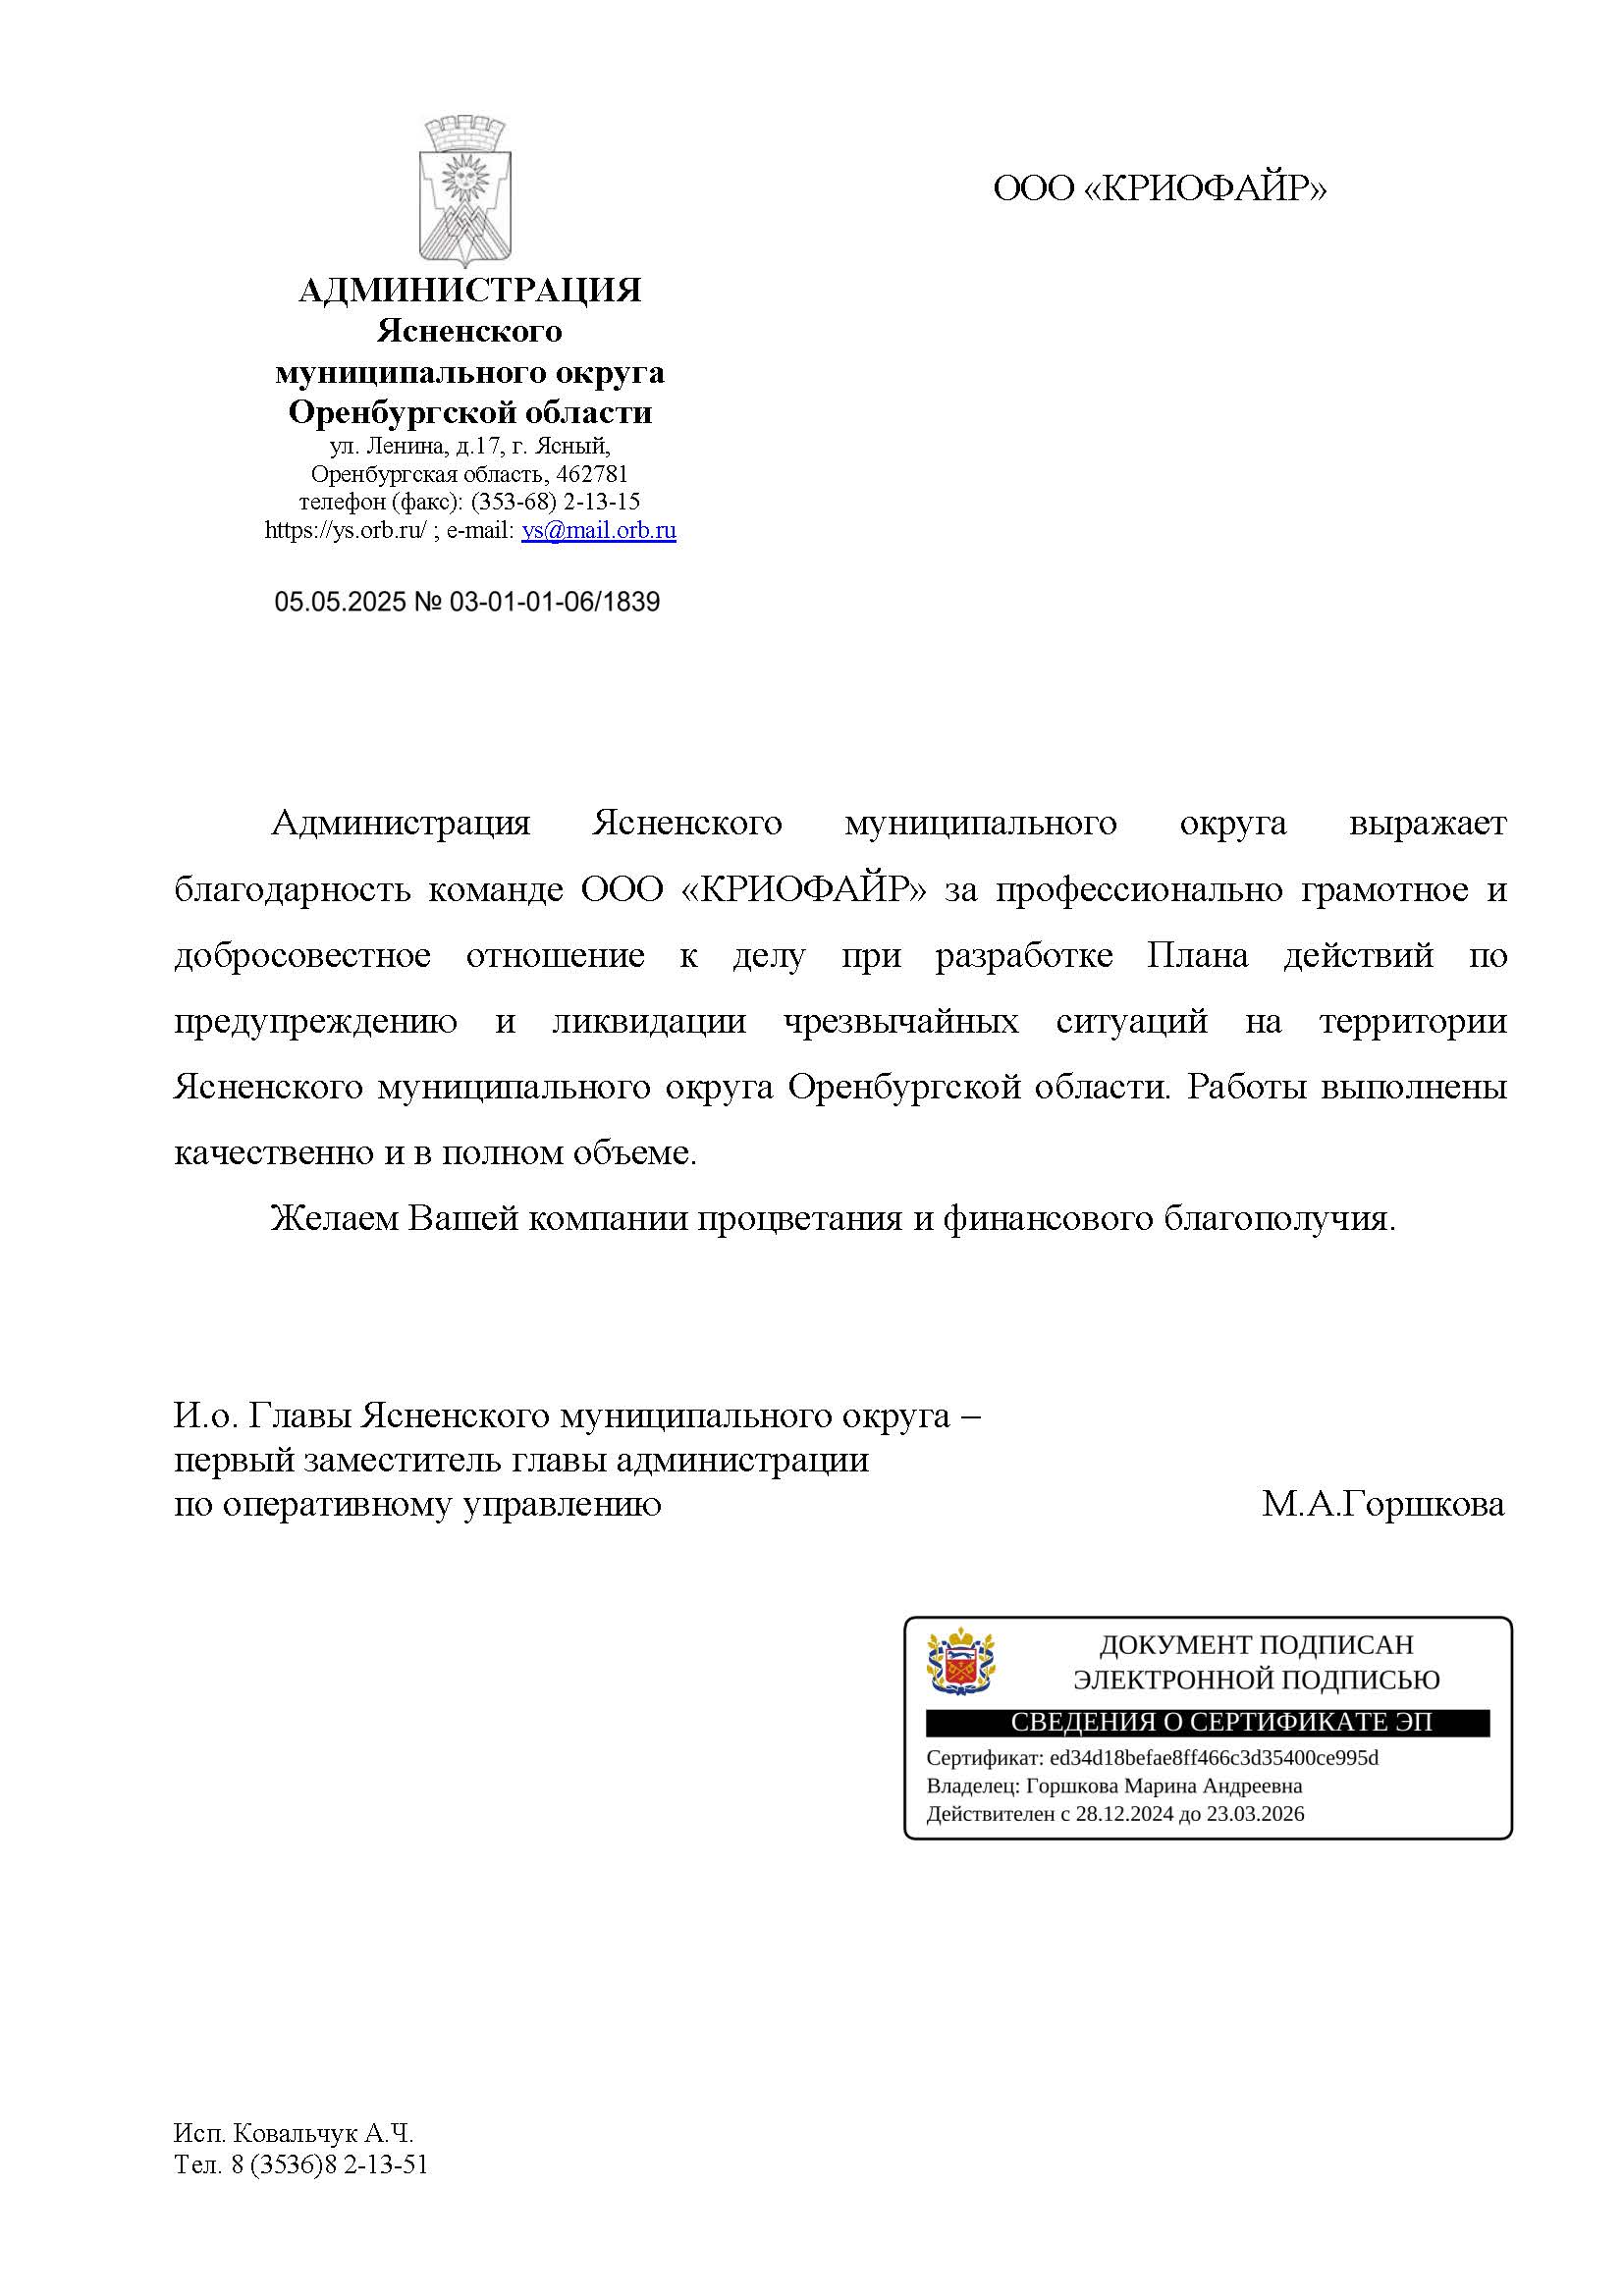 ООО «КРИОФАЙР»
АДМИНИСТРАЦИЯ
Ясненского
муниципального округа
Оренбургской области
ул. Ленина, д.17, г. Ясный,
Оренбургская область, 462781
телефон (факс): (353-68) 2-13-15
https://ys.orb.ru/ ; e-mail: ys@mail.orb.ru
05.05.2025 № 03-01-01-06/1839
Администрация Ясненского муниципального округа выражает
благодарность команде ООО «КРИОФАЙР» за профессионально грамотное и
добросовестное отношение к делу при разработке Плана действий по
предупреждению и ликвидации чрезвычайных ситуаций на территории
Ясненского муниципального округа Оренбургской области. Работы выполнены
качественно и в полном объеме.
Желаем Вашей компании процветания и финансового благополучия.
И.о. Главы Ясненского муниципального округа –
первый заместитель главы администрации
по оперативному управлению М.А.Горшкова
ДОКУМЕНТ ПОДПИСАН
ЭЛЕКТРОННОЙ ПОДПИСЬЮ
СВЕДЕНИЯ О СЕРТИФИКАТЕ ЭП
Сертификат: ed34d18befae8ff466c3d35400ce995d
Владелец: Горшкова Марина Андреевна
Действителен с 28.12.2024 до 23.03.2026
Исп. Ковальчук А.Ч.
Тел. 8 (3536)8 2-13-51